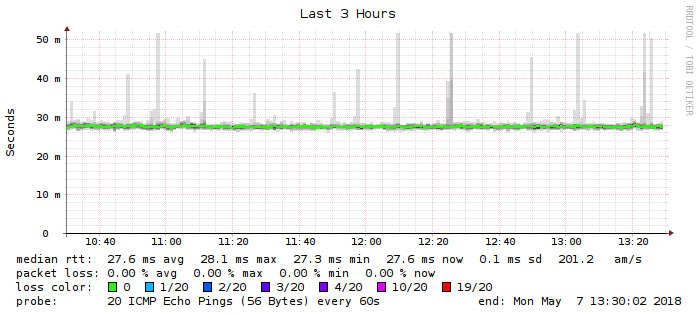 Last 3 Hours
RRDTOOL / TOBI OETIKER
Seconds
50 m
40 m
30 m
20 m
10 m
0
10:40 11:00 11:20 11:40 12:00 12:20 12:40 13:00 13:20
median rtt: 27.6 ms avg 28.1 ms max 27.3 ms min 27.6 ms now 0.1 ms sd 201.2 am/s
packet loss: 0.00 % avg 0.00 % max 0.00 % min 0.00 % now
loss color: 0 1/20 2/20 3/20 4/20 10/20 19/20
probe: 20 ICMP Echo Pings (56 Bytes) every 60s end: Mon May 7 13:30:02 2018